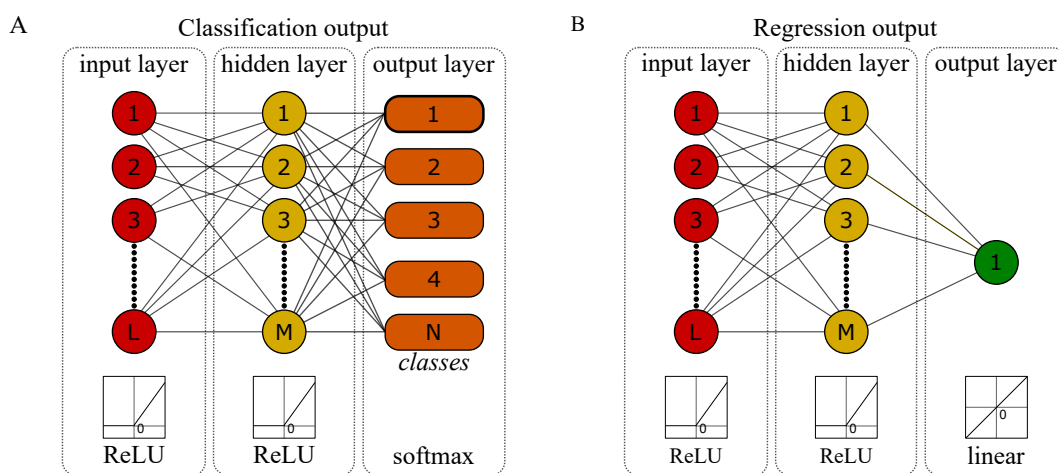 A
Classification output
input layer
hidden layer
output layer
1
1
1
2
2
2
3
3
3
4
L
M
N
classes
0
0
ReLU
ReLU
softmax
B
Regression output
input layer
hidden layer
output layer
1
1
2
2
3
3
1
L
M
0
0
0
ReLU
ReLU
linear